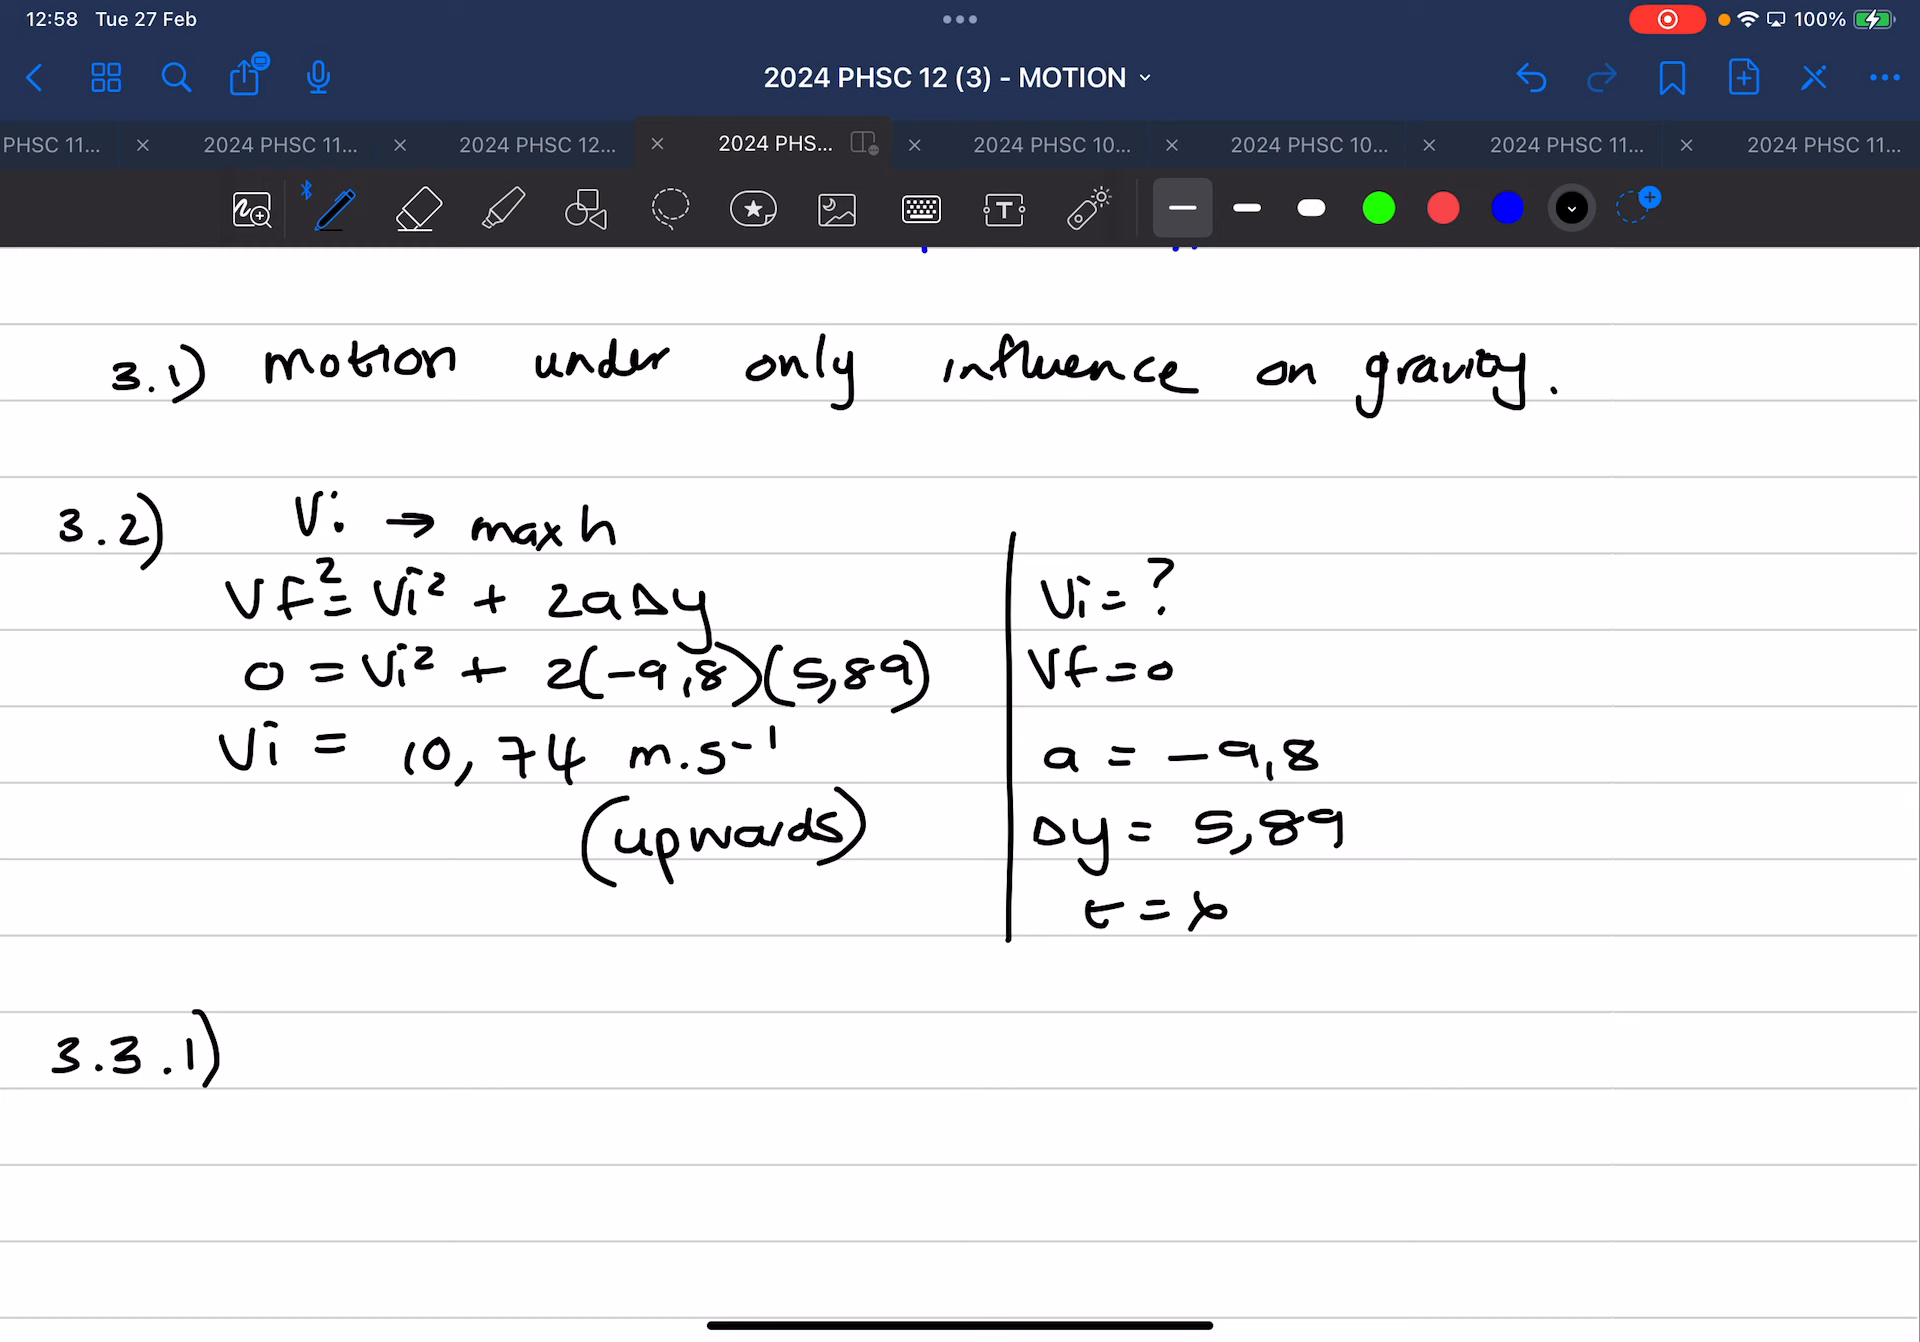 12:58 Tue 27 Feb
100%
2024 PHSC 12 (3) - MOTION
PHSC 11... 2024 PHSC 11... 2024 PHSC 12... 2024 PHS... 2024 PHSC 10... 2024 PHSC 10... 2024 PHSC 11... 2024 PHSC 11...
3.1) motion under only influence on gravity.
3.2) Vi → max h
Vf² = Vi² + 2aΔy
0 = Vi² + 2(-9,8)(5,89)
Vi = 10,74 m.s⁻¹
(upwards)
Vi = ?
Vf = 0
a = -9,8
Δy = 5,89
3.3.1)